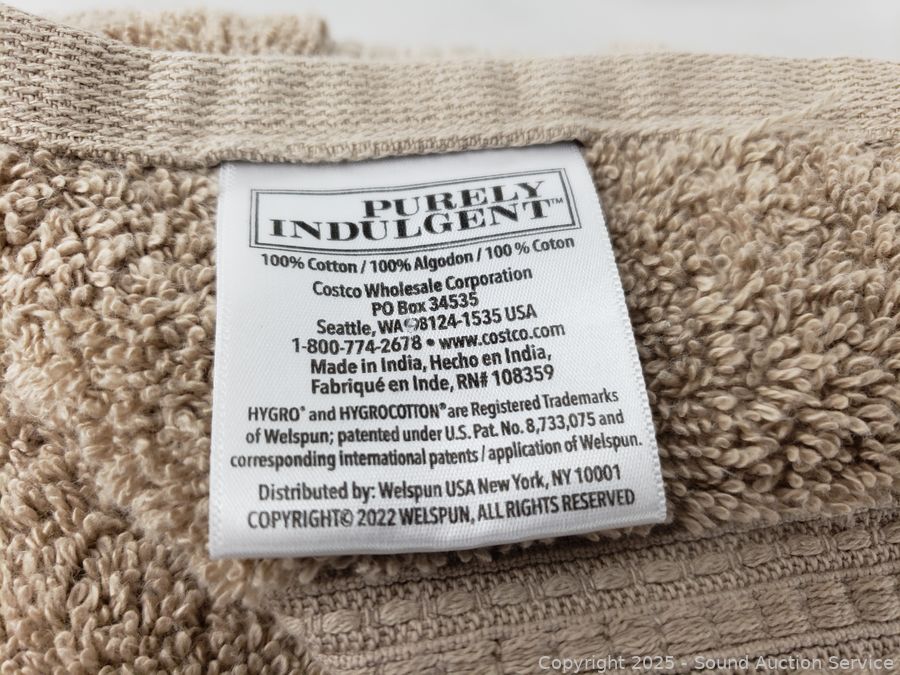 PURELY
INDULGENT™
100% Cotton / 100% Algodon / 100 % Coton
Costco Wholesale Corporation
PO Box 34535
Seattle, WA 98124-1535 USA
1-800-774-2678 • www.costco.com
Made in India, Hecho en India,
Fabriqué en Inde, RN# 108359
HYGRO® and HYGROCOTTON® are Registered Trademarks
of Welspun; patented under U.S. Pat. No. 8,733,075 and
corresponding international patents / application of Welspun.
Distributed by: Welspun USA New York, NY 10001
COPYRIGHT© 2022 WELSPUN, ALL RIGHTS RESERVED
Copyright 2025 - Sound Auction Service